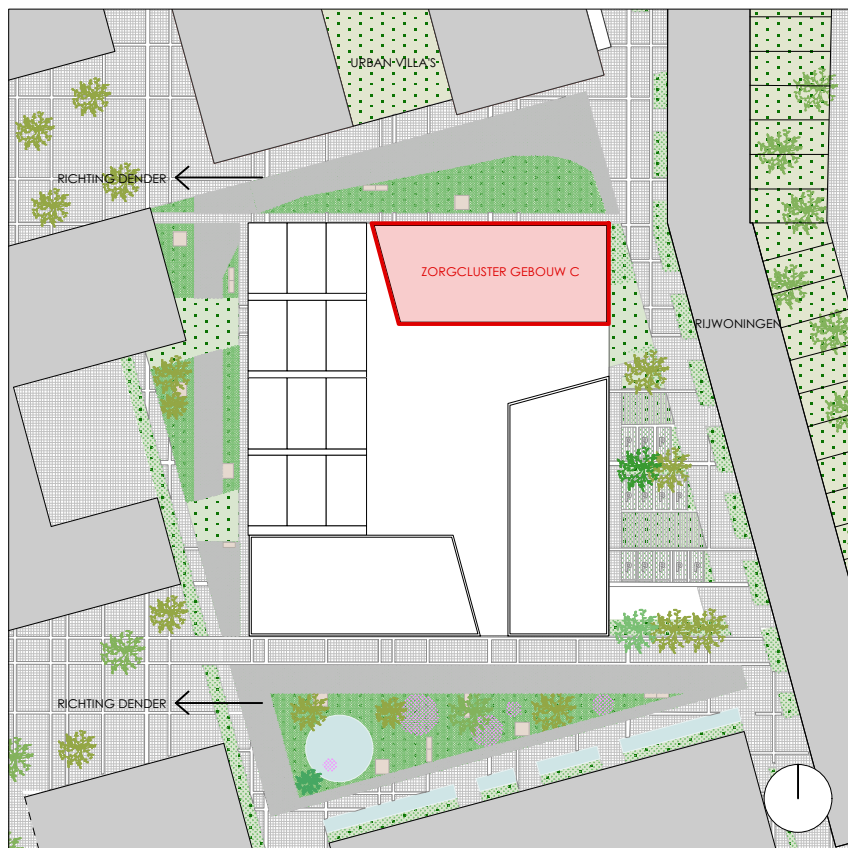 URBAN VILLA'S
RICHTING DENDER
ZORGCLUSTER GEBOUW C
RIJWONINGEN
RICHTING DENDER